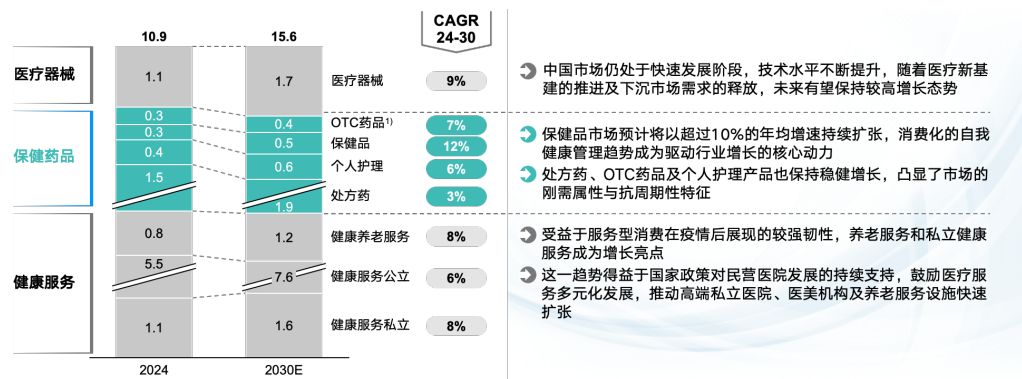 CAGR
24-30
10.9
15.6
医疗器械
1.1
1.7
医疗器械
9%
中国市场仍处于快速发展阶段，技术水平不断提升，随着医疗新基
建的推进及下沉市场需求的释放，未来有望保持较高增长态势
保健药品
0.3
0.4
OTC药品1)
7%
0.3
0.5
保健品
12%
0.4
0.6
个人护理
6%
1.5
1.9
处方药
3%
保健品市场预计将以超过10%的年均增速持续扩张，消费化的自我
健康管理趋势成为驱动行业增长的核心动力
处方药、OTC药品及个人护理产品也保持稳健增长，凸显了市场的
刚需属性与抗周期性特征
健康服务
0.8
1.2
健康养老服务
8%
5.5
7.6
健康服务公立
6%
1.1
1.6
健康服务私立
8%
受益于服务型消费在疫情后展现的较强韧性，养老服务和私立健康
服务成为增长亮点
这一趋势得益于国家政策对民营医院发展的持续支持，鼓励医疗服
务多元化发展，推动高端私立医院、医美机构及养老服务设施快速
扩张
2024
2030E